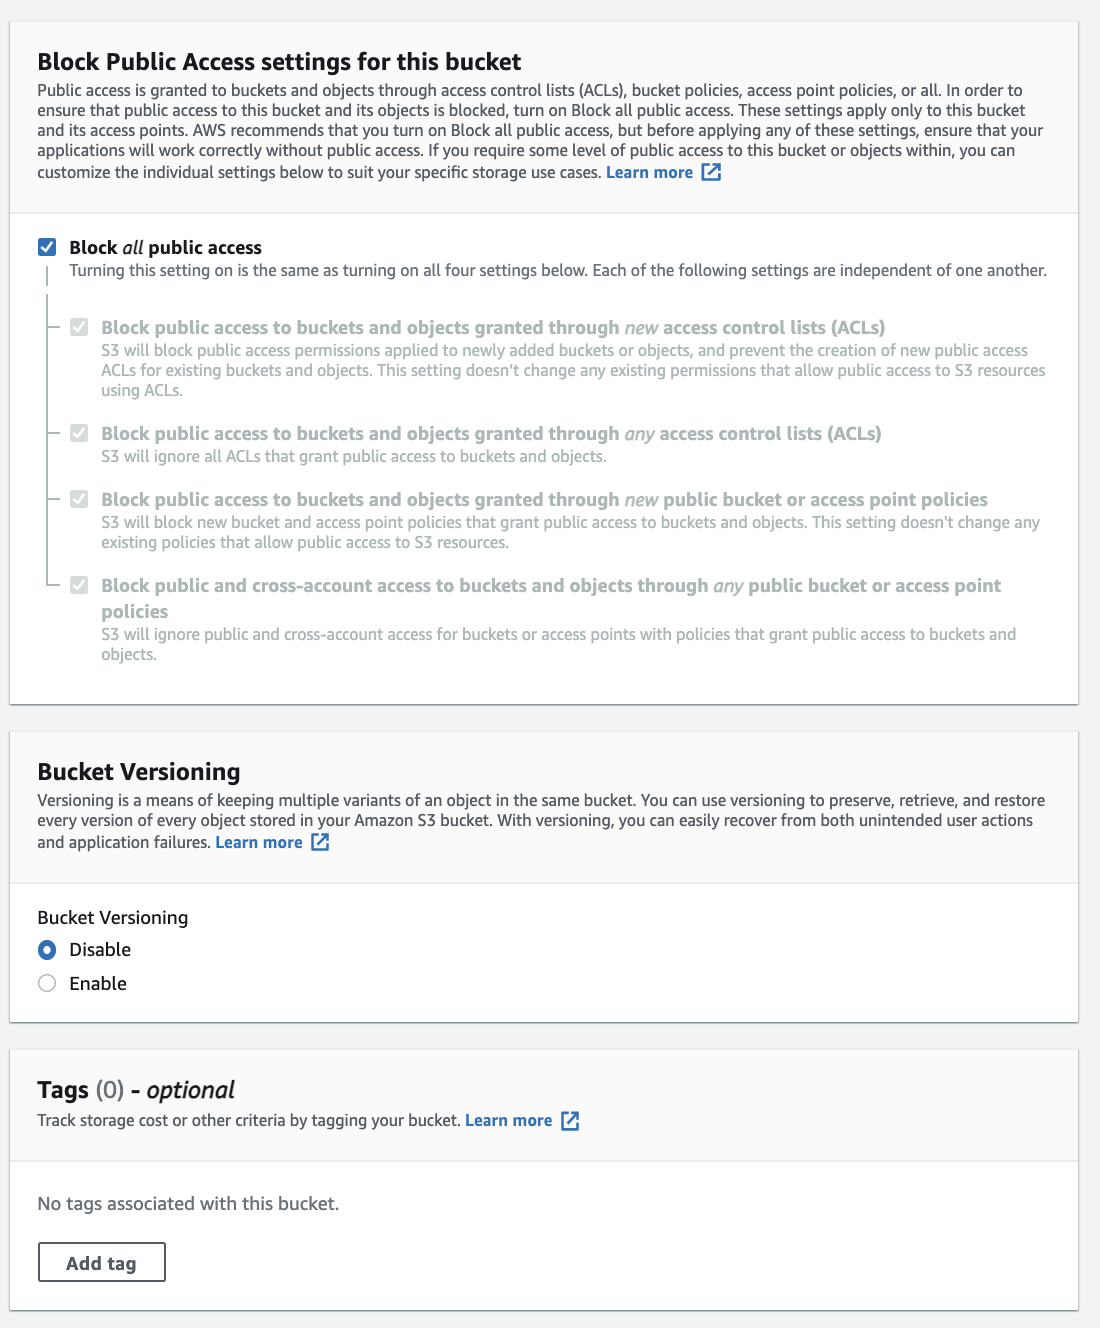 Block Public Access settings for this bucket
Public access is granted to buckets and objects through access control lists (ACLs), bucket policies, access point policies, or all. In order to
ensure that public access to this bucket and its objects is blocked, turn on Block all public access. These settings apply only to this bucket
and its access points. AWS recommends that you turn on Block all public access, but before applying any of these settings, ensure that your
applications will work correctly without public access. If you require some level of public access to this bucket or objects within, you can
customize the individual settings below to suit your specific storage use cases. Learn more
Block all public access
Turning this setting on is the same as turning on all four settings below. Each of the following settings are independent of one another.
Block public access to buckets and objects granted through new access control lists (ACLs)
S3 will block public access permissions applied to newly added buckets or objects, and prevent the creation of new public access
ACLs for existing buckets and objects. This setting doesn't change any existing permissions that allow public access to S3 resources
using ACLs.
Block public access to buckets and objects granted through any access control lists (ACLs)
S3 will ignore all ACLs that grant public access to buckets and objects.
Block public access to buckets and objects granted through new public bucket or access point policies
S3 will block new bucket and access point policies that grant public access to buckets and objects. This setting doesn't change any
existing policies that allow public access to S3 resources.
Block public and cross-account access to buckets and objects through any public bucket or access point
policies
S3 will ignore public and cross-account access for buckets or access points with policies that grant public access to buckets and
objects.
Bucket Versioning
Versioning is a means of keeping multiple variants of an object in the same bucket. You can use versioning to preserve, retrieve, and restore
every version of every object stored in your Amazon S3 bucket. With versioning, you can easily recover from both unintended user actions
and application failures. Learn more
Bucket Versioning
Disable
Enable
Tags (0) - optional
Track storage cost or other criteria by tagging your bucket. Learn more
No tags associated with this bucket.
Add tag